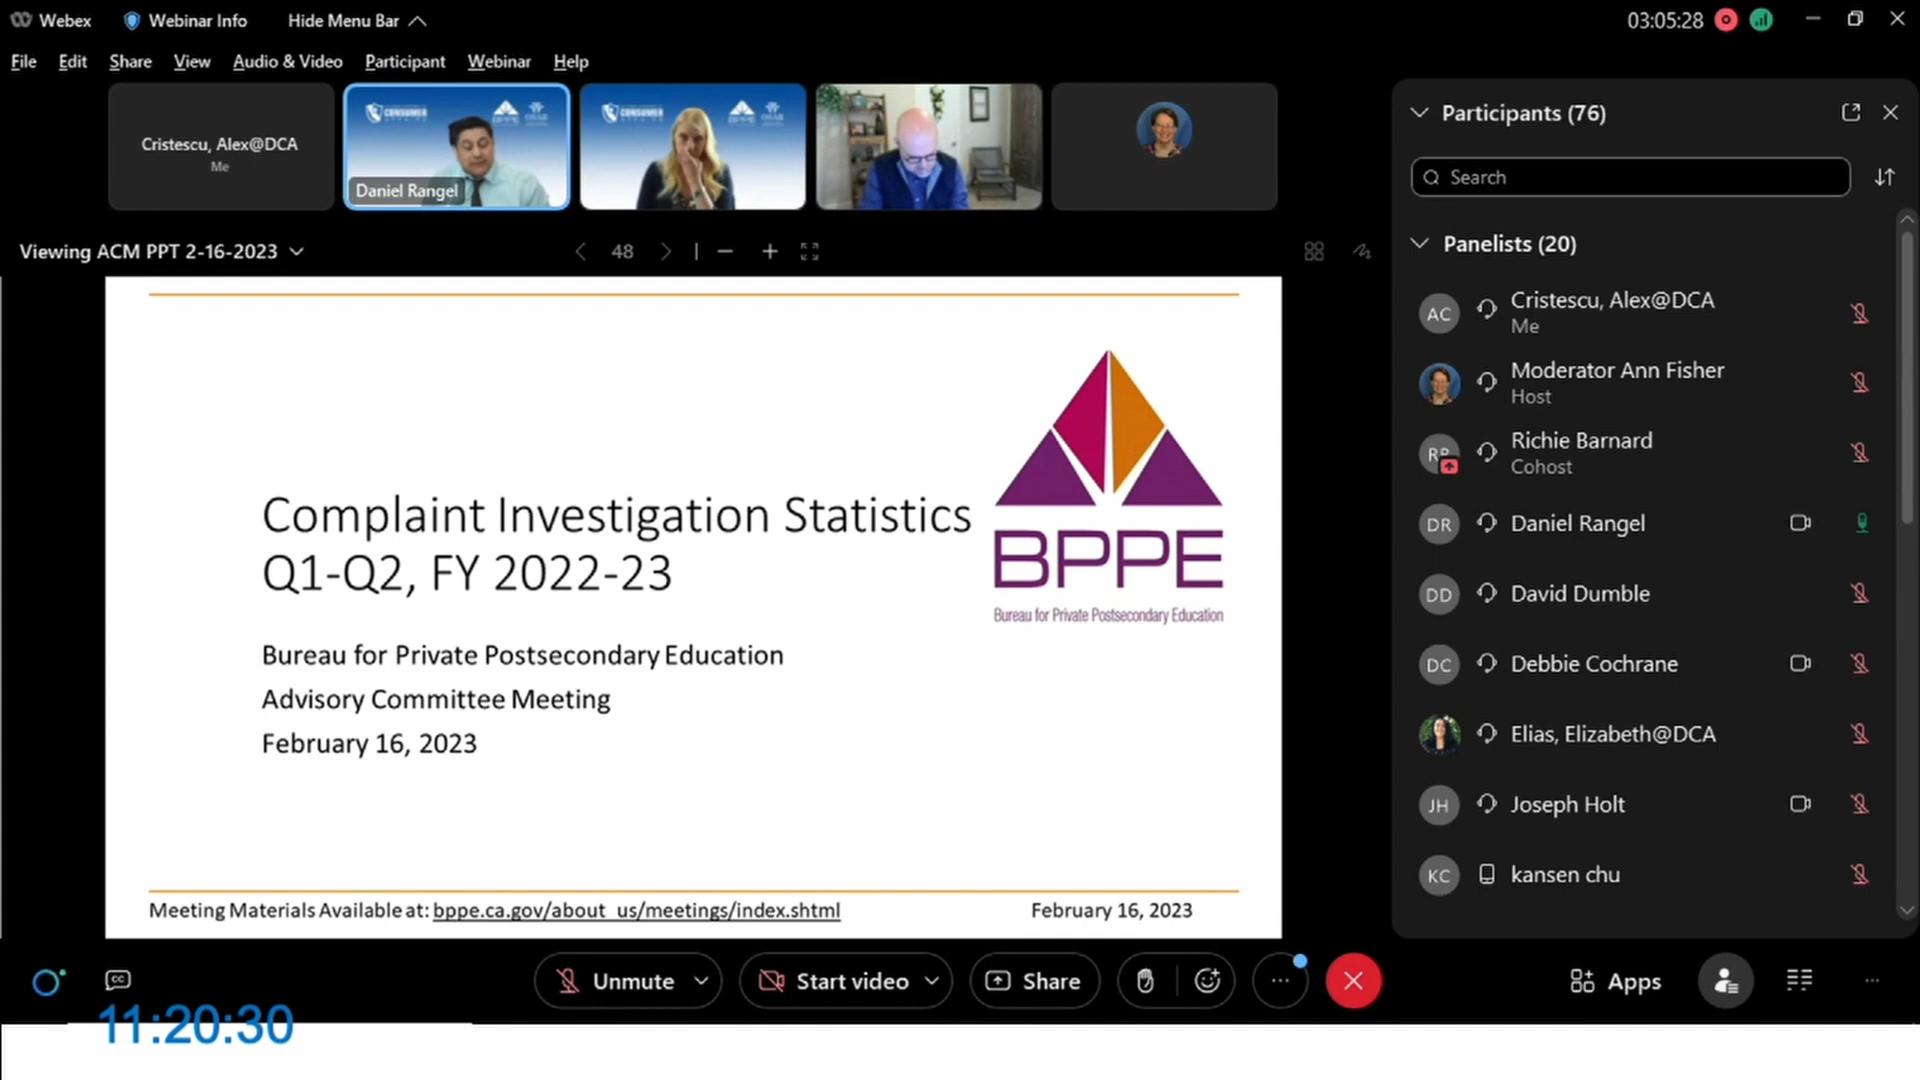 Webex
Webinar Info
Hide Menu Bar
03:05:28
File Edit Share View Audio & Video Participant Webinar Help
Cristescu, Alex@DCA
Me
CONSUMER
BPPE
Daniel Rangel
CONSUMER
BPPE
Viewing ACM PPT 2-16-2023
48
Complaint Investigation Statistics
Q1-Q2, FY 2022-23
BPPE
Bureau for Private Postsecondary Education
Bureau for Private Postsecondary Education
Advisory Committee Meeting
February 16, 2023
Meeting Materials Available at: bppe.ca.gov/about_us/meetings/index.shtml
February 16, 2023
Participants (76)
Search
Panelists (20)
AC
Cristescu, Alex@DCA
Me
Moderator Ann Fisher
Host
Richie Barnard
Cohost
DR
Daniel Rangel
DD
David Dumble
DC
Debbie Cochrane
Elias, Elizabeth@DCA
JH
Joseph Holt
KC
kansen chu
CC
Unmute
Start video
Share
Apps
11:20:30